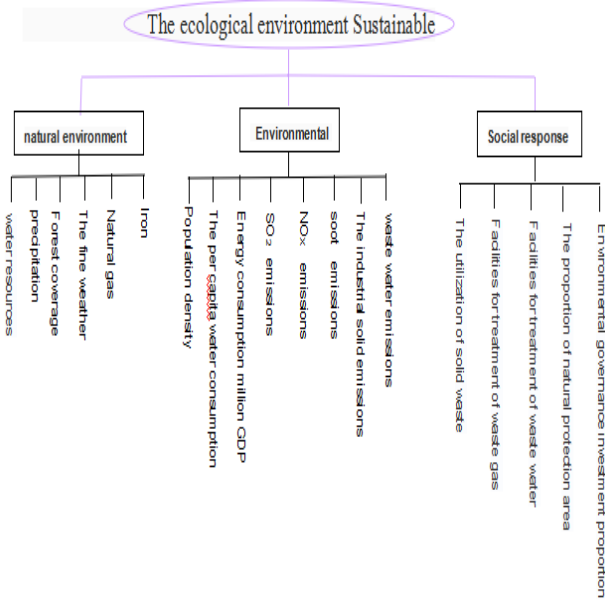 The ecological environment Sustainable
natural environment
Environmental
Social response
water resources
precipitation
Forest coverage
The fine weather
Natural gas
Iron
Population density
The per capita water consumption
Energy consumption million GDP
SO₂ emissions
NOx emissions
soot emissions
The industrial solid emissions
waste water emissions
The utilization of solid waste
Facilities for treatment of waste gas
Facilities for treatment of waste water
The proportion of natural protection area
Environmental governance investment proportion